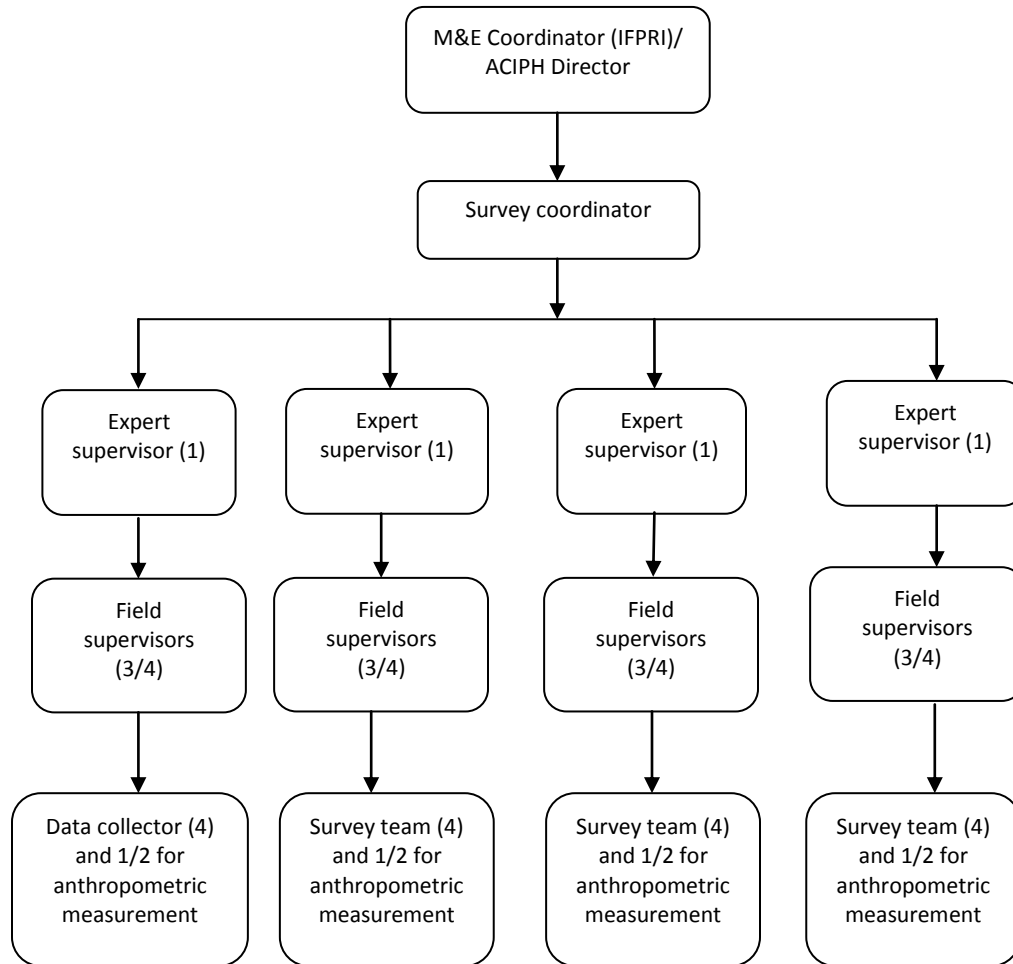 M&E Coordinator (IFPRI)/
ACIPH Director
Survey coordinator
Expert
supervisor (1)
Expert
supervisor (1)
Expert
supervisor (1)
Expert
supervisor (1)
Field
supervisors
(3/4)
Field
supervisors
(3/4)
Field
supervisors
(3/4)
Field
supervisors
(3/4)
Data collector (4)
and 1/2 for
anthropometric
measurement
Survey team (4)
and 1/2 for
anthropometric
measurement
Survey team (4)
and 1/2 for
anthropometric
measurement
Survey team (4)
and 1/2 for
anthropometric
measurement